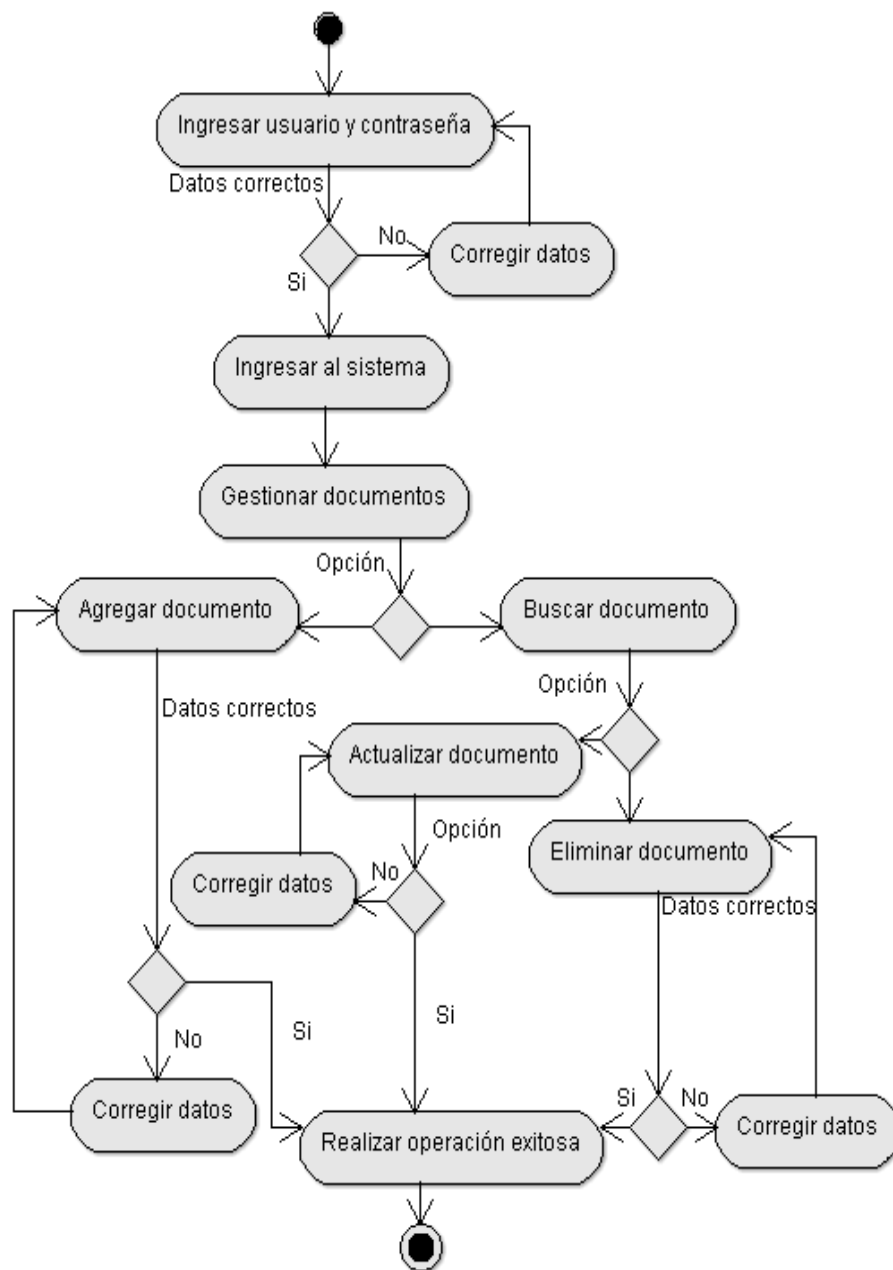 Ingresar usuario y contraseña
Datos correctos
No
Corregir datos
Si
Ingresar al sistema
Gestionar documentos
Opción
Agregar documento
Buscar documento
Datos correctos
Opción
Actualizar documento
Opción
Eliminar documento
No
Corregir datos
Datos correctos
Si
Si
No
Corregir datos
Si
No
Corregir datos
Realizar operación exitosa